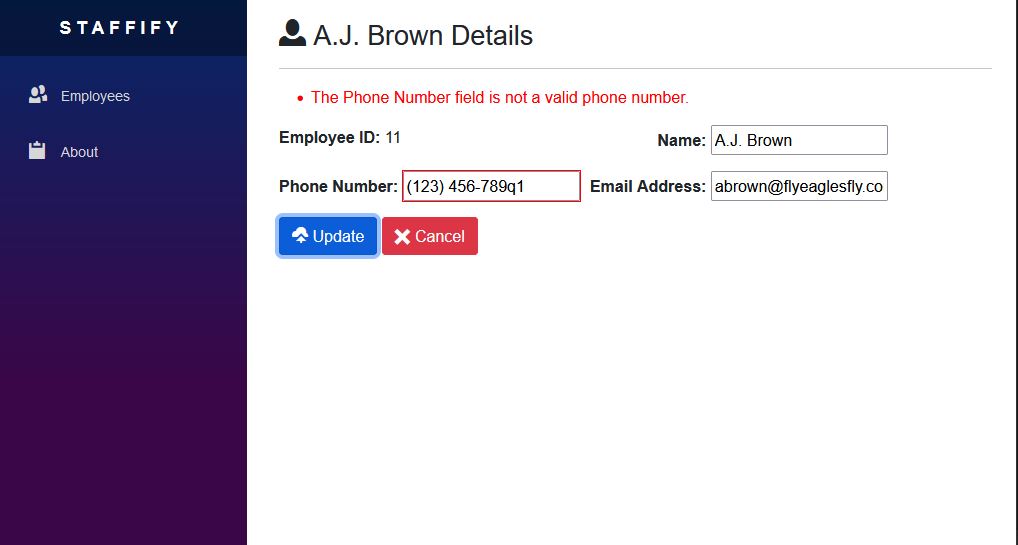 STAFFIFY
Employees
About
A.J. Brown Details
The Phone Number field is not a valid phone number.
Employee ID: 11
Name: A.J. Brown
Phone Number: (123) 456-789q1
Email Address: abrown@flyeaglesfly.co
Update
Cancel